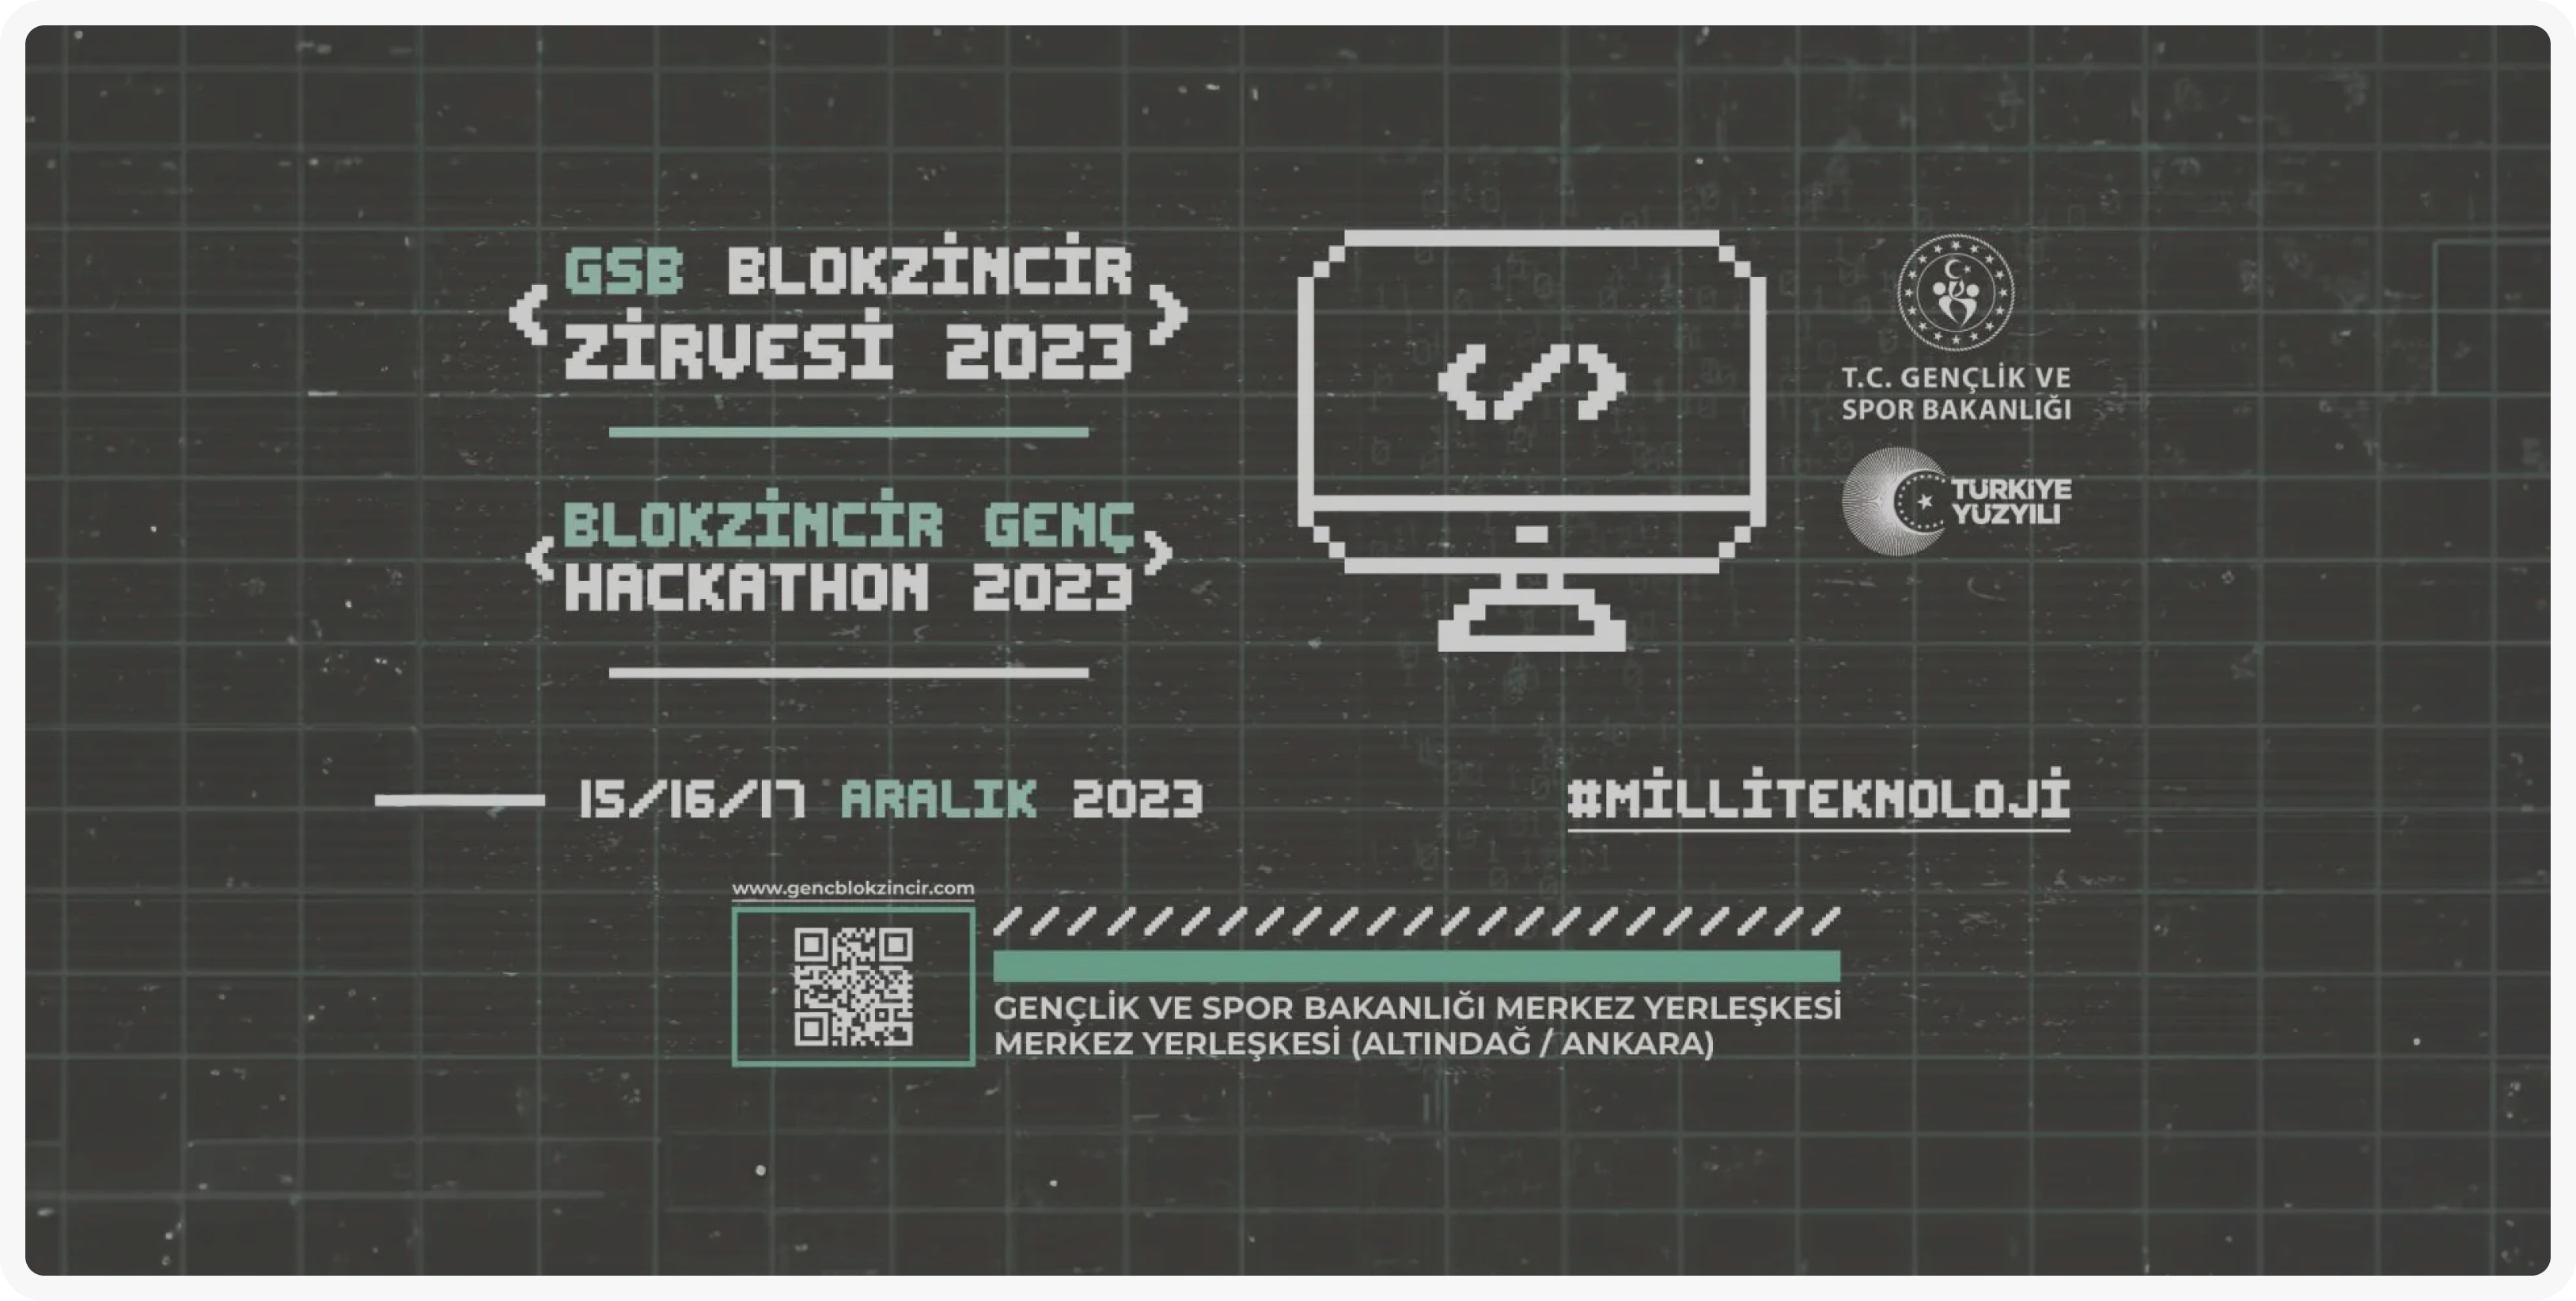 GSB BLOKZİNCİR
ZİRVESİ 2023
BLOKZİNCİR GENÇ
HACKATHON 2023
</>
T.C. GENÇLİK VE
SPOR BAKANLIĞI
TÜRKİYE
YÜZYILI
15/16/17 ARALIK 2023
#MİLLİTEKNOLOJİ
www.gencblokzincir.com
GENÇLİK VE SPOR BAKANLIĞI MERKEZ YERLEŞKESİ
MERKEZ YERLEŞKESİ (ALTINDAĞ / ANKARA)